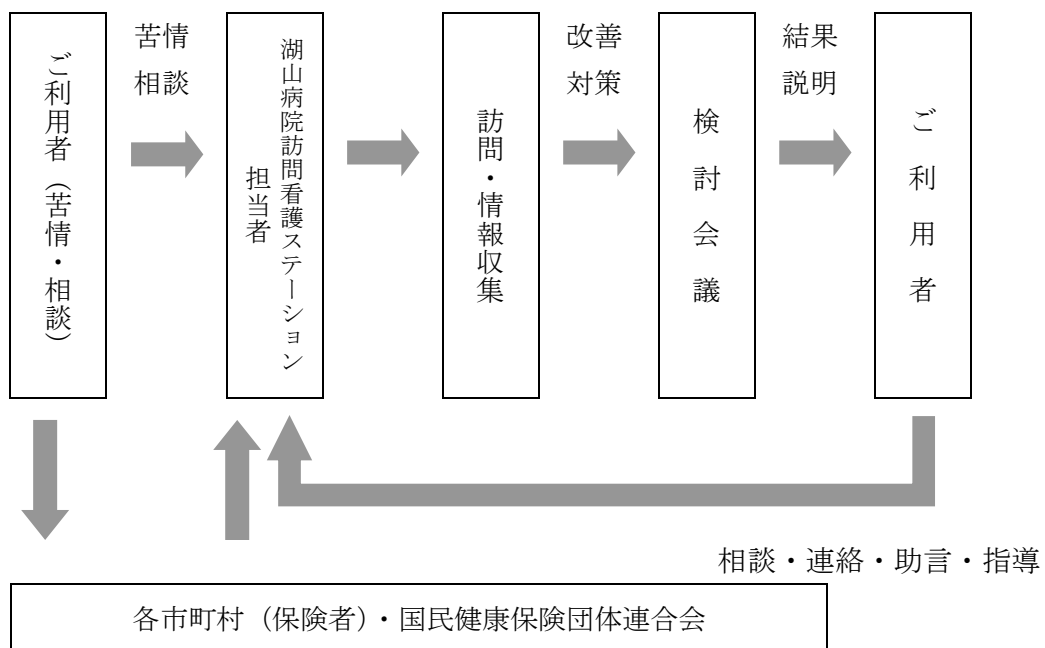 ご利用者（苦情・相談）
苦情
相談
湖山病院訪問看護ステーション
担当者
訪問・情報収集
改善
対策
検討会議
結果
説明
ご利用者
相談・連絡・助言・指導
各市町村（保険者）・国民健康保険団体連合会